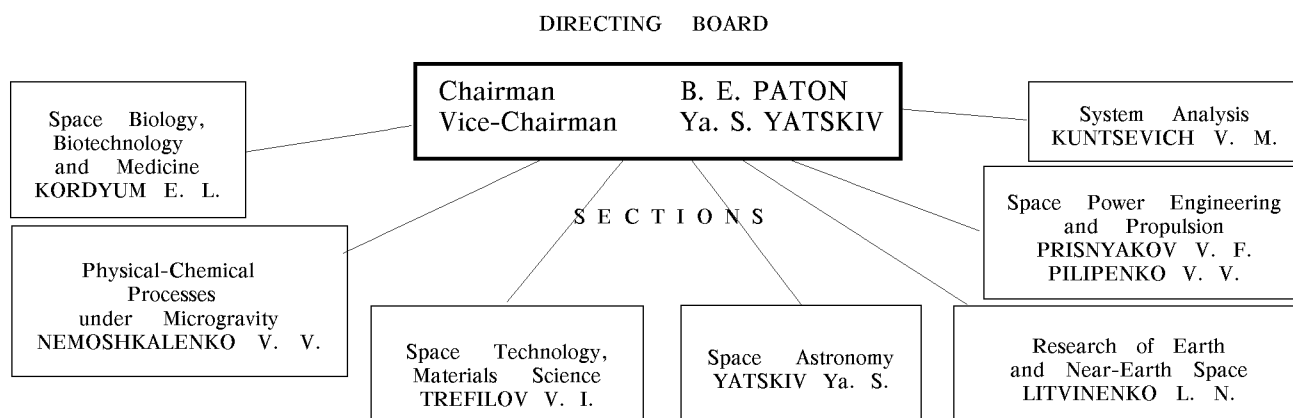 DIRECTING BOARD
Chairman B. E. PATON
Vice-Chairman Ya. S. YATSKIV
Space Biology,
Biotechnology
and Medicine
KORDYUM E. L.
System Analysis
KUNTSEVICH V. M.
SECTIONS
Space Power Engineering
and Propulsion
PRISNYAKOV V. F.
PILIPENKO V. V.
Physical-Chemical
Processes
under Microgravity
NEMOSHKALENKO V. V.
Space Technology,
Materials Science
TREFILOV V. I.
Space Astronomy
YATSKIV Ya. S.
Research of Earth
and Near-Earth Space
LITVINENKO L. N.